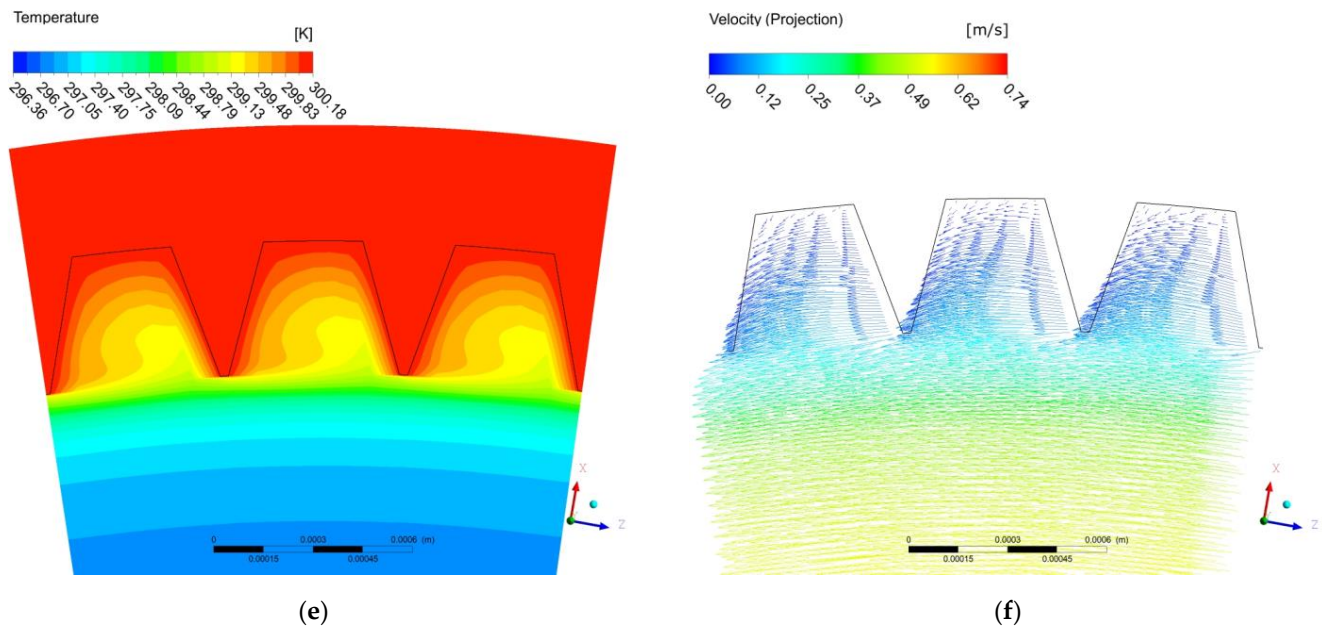 Temperature
[K]
296.36
296.70
297.05
297.40
297.75
298.09
298.44
298.79
299.13
299.48
299.83
300.18
X
Z
0 0.0003 0.0006 (m)
0.00015 0.00045
(e)
Velocity (Projection)
[m/s]
0.00
0.12
0.25
0.37
0.49
0.62
0.74
X
Z
0 0.0003 0.0006 (m)
0.00015 0.00045
(f)